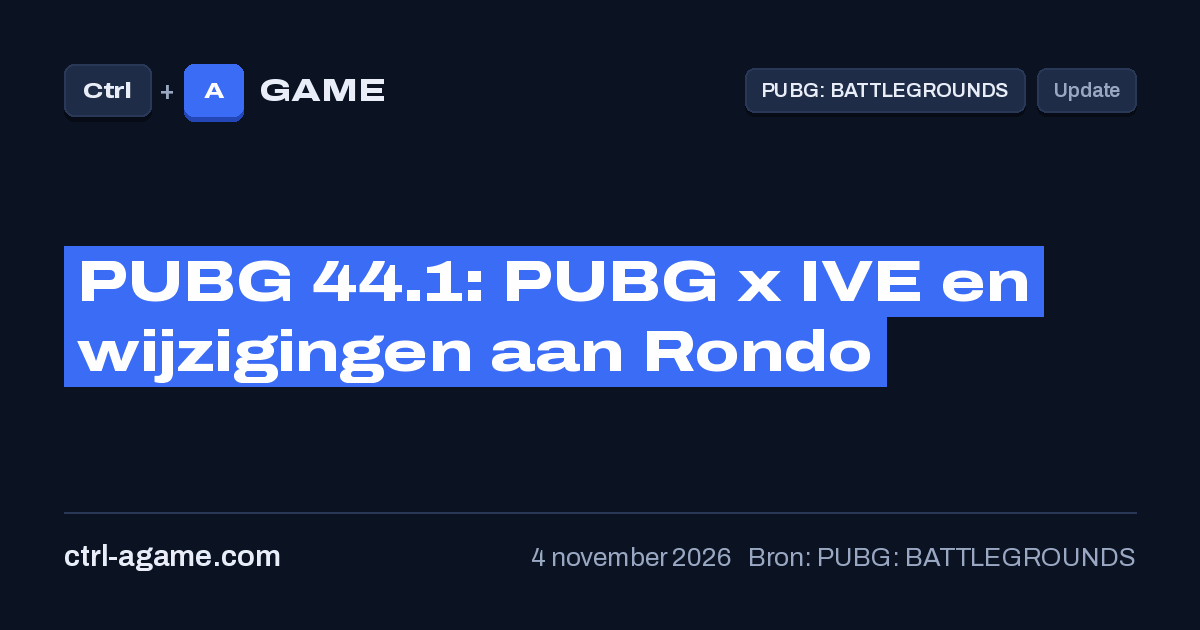 Ctrl + A GAME
PUBG: BATTLEGROUNDS Update
PUBG 44.1: PUBG x IVE en
wijzigingen aan Rondo
ctrl-agame.com
4 november 2026 Bron: PUBG: BATTLEGROUNDS